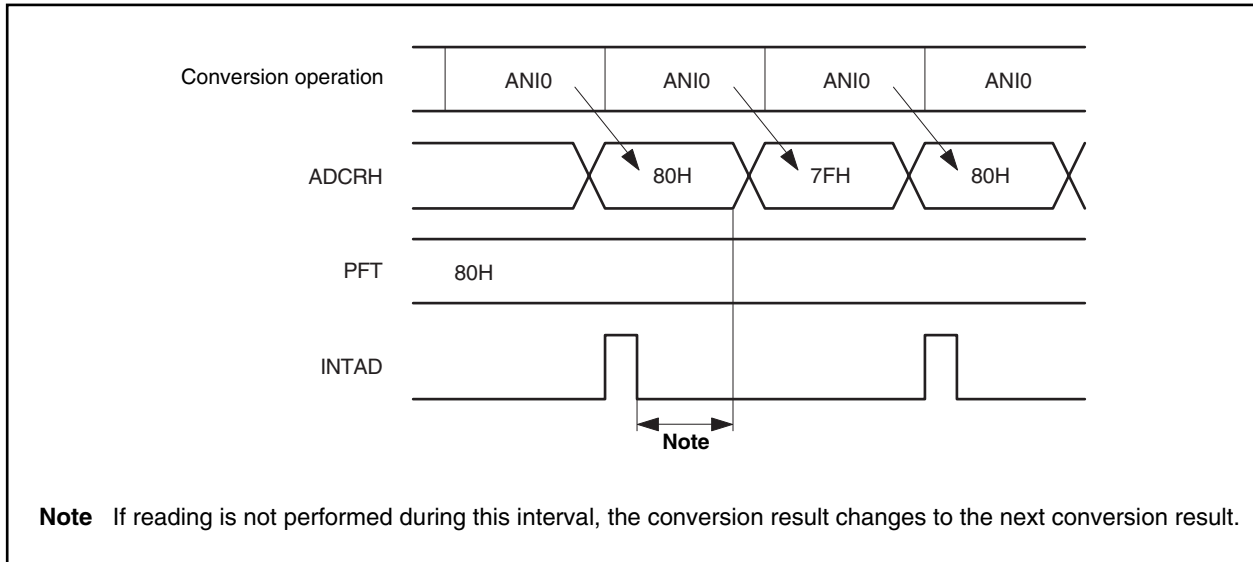 Conversion operation ANI0 ANI0 ANI0 ANI0
ADCRH 80H 7FH 80H
PFT 80H
INTAD
Note
Note If reading is not performed during this interval, the conversion result changes to the next conversion result.